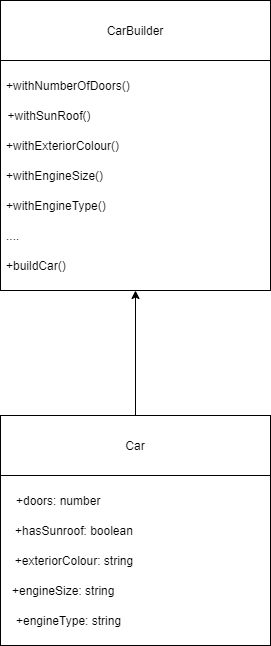 CarBuilder
+withNumberOfDoors()
+withSunRoof()
+withExteriorColour()
+withEngineSize()
+withEngineType()
....
+buildCar()
Car
+doors: number
+hasSunroof: boolean
+exteriorColour: string
+engineSize: string
+engineType: string